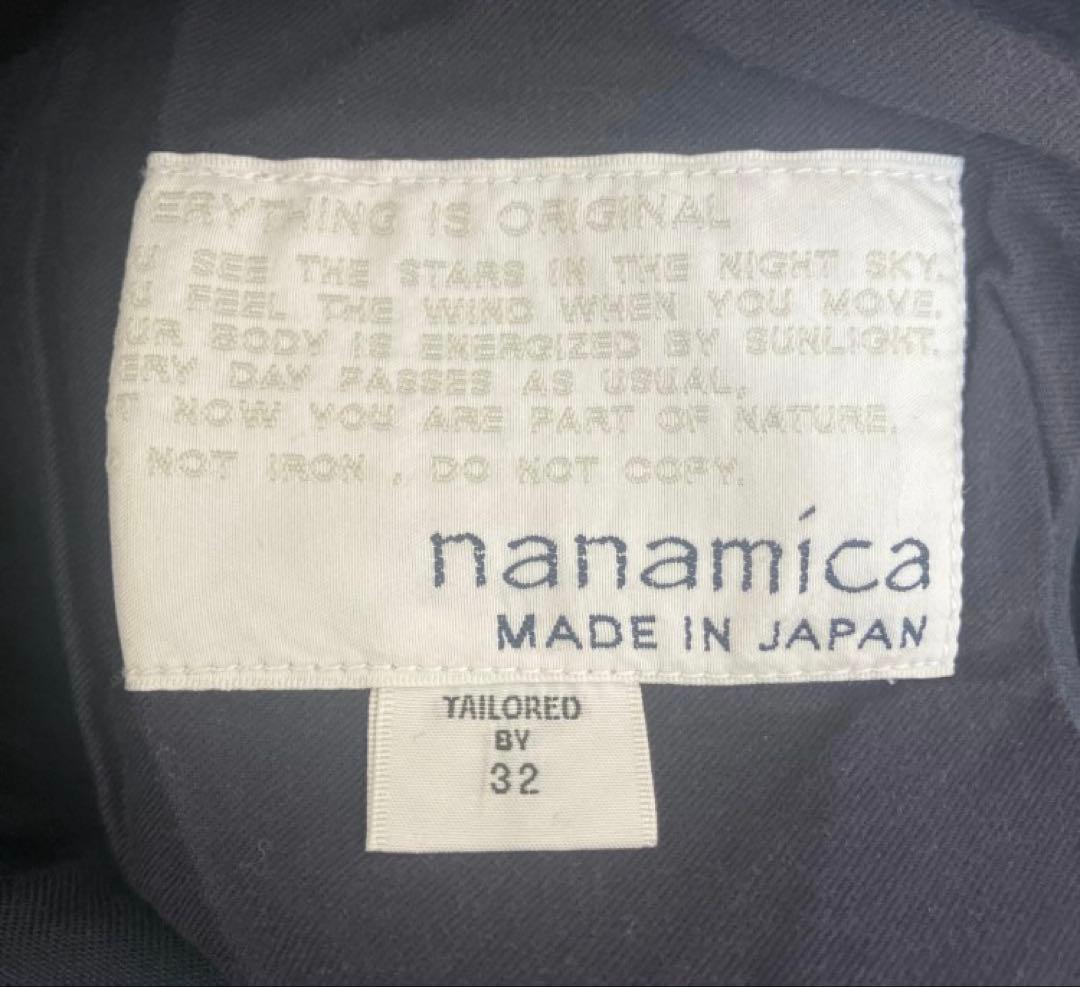 ERYTHING IS ORIGINAL
U SEE THE STARS IN THE NIGHT SKY.
U FEEL THE WIND WHEN YOU MOVE.
UR BODY IS ENERGIZED BY SUNLIGHT.
ERY DAY PASSES AS USUAL,
T NOW YOU ARE PART OF NATURE.
NOT IRON , DO NOT COPY.
nanamíca
MADE IN JAPAN
TAILORED
BY
32